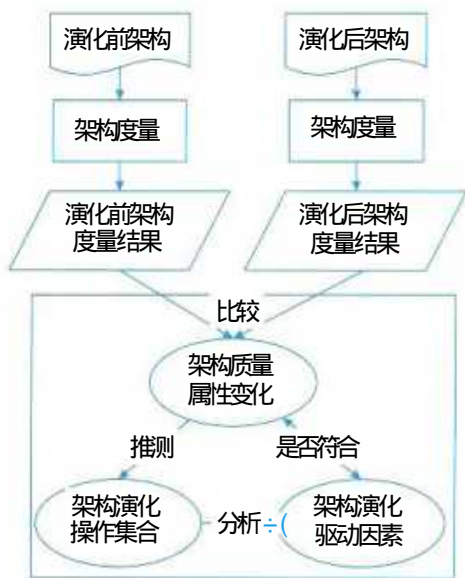 演化前架构
演化后架构
架构度量
架构度量
演化前架构
度量结果
演化后架构
度量结果
比较
架构质量
属性变化
推测
是否符合
架构演化
操作集合
分析÷(
架构演化
驱动因素